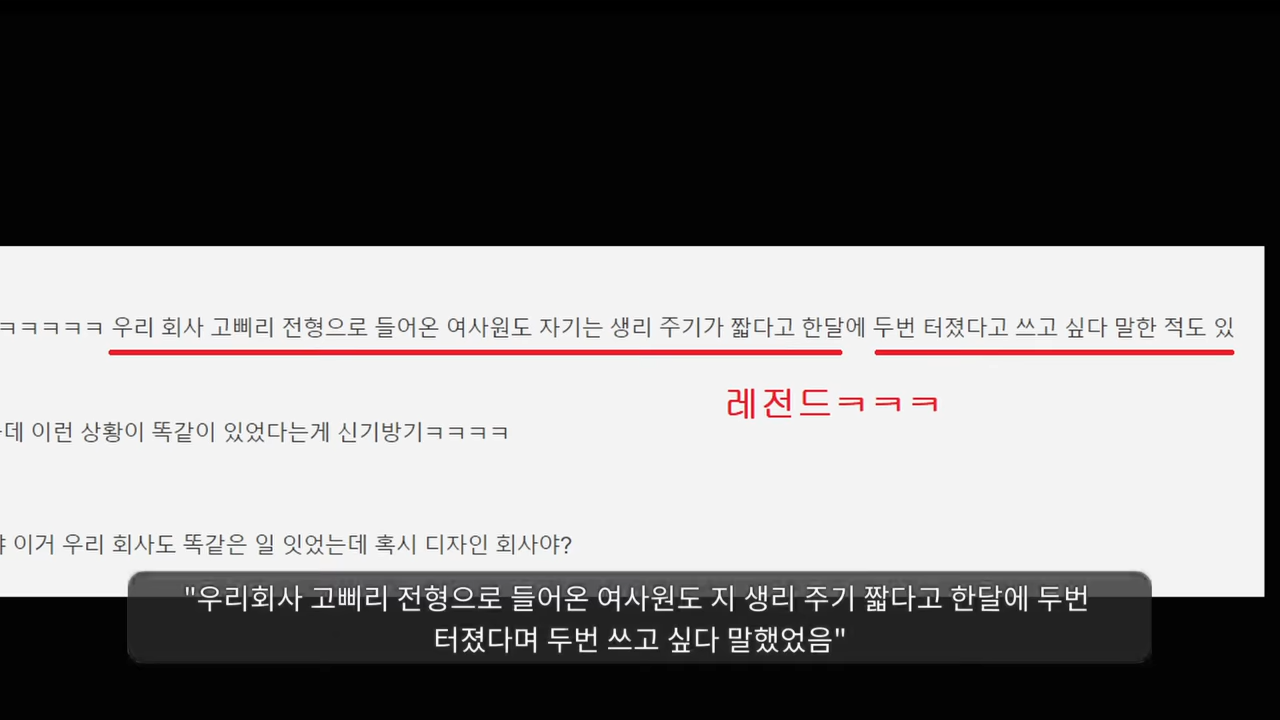 ㅋㅋㅋㅋㅋ 우리 회사 고삐리 전형으로 들어온 여사원도 자기는 생리 주기가 짧다고 한달에 두번 터졌다고 쓰고 싶다 말한 적도 있
레전드ㅋㅋㅋ
데 이런 상황이 똑같이 있었다는게 신기방기ㅋㅋㅋㅋ
이거 우리 회사도 똑같은 일 잇었는데 혹시 디자인 회사야?
"우리회사 고삐리 전형으로 들어온 여사원도 지 생리 주기 짧다고 한달에 두번
터졌다며 두번 쓰고 싶다 말했었음"